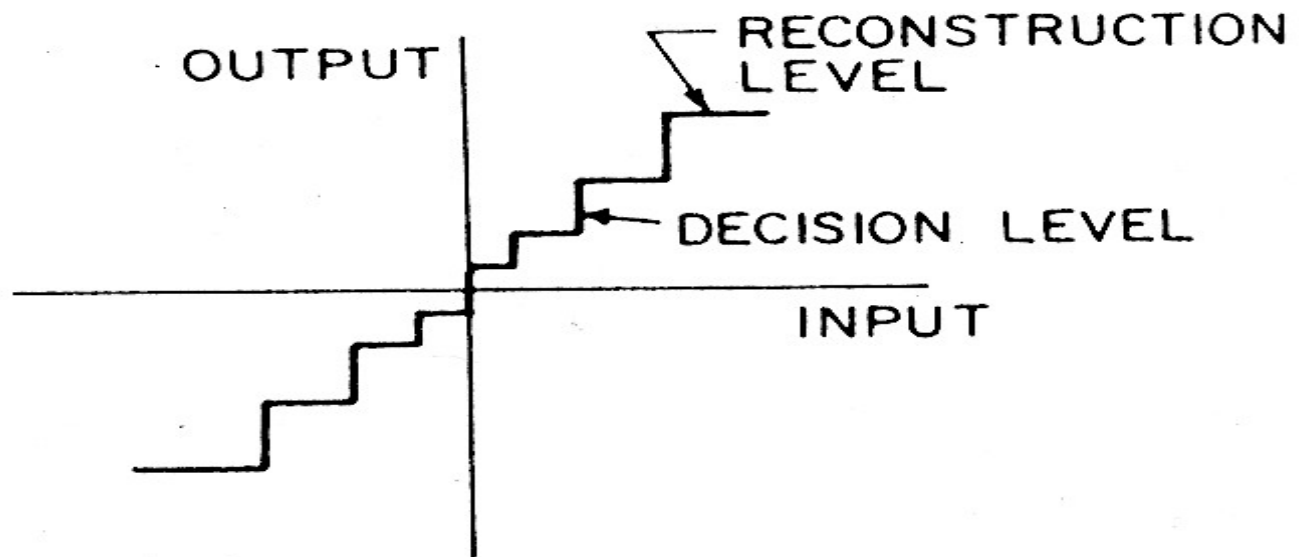 OUTPUT
RECONSTRUCTION
LEVEL
DECISION LEVEL
INPUT